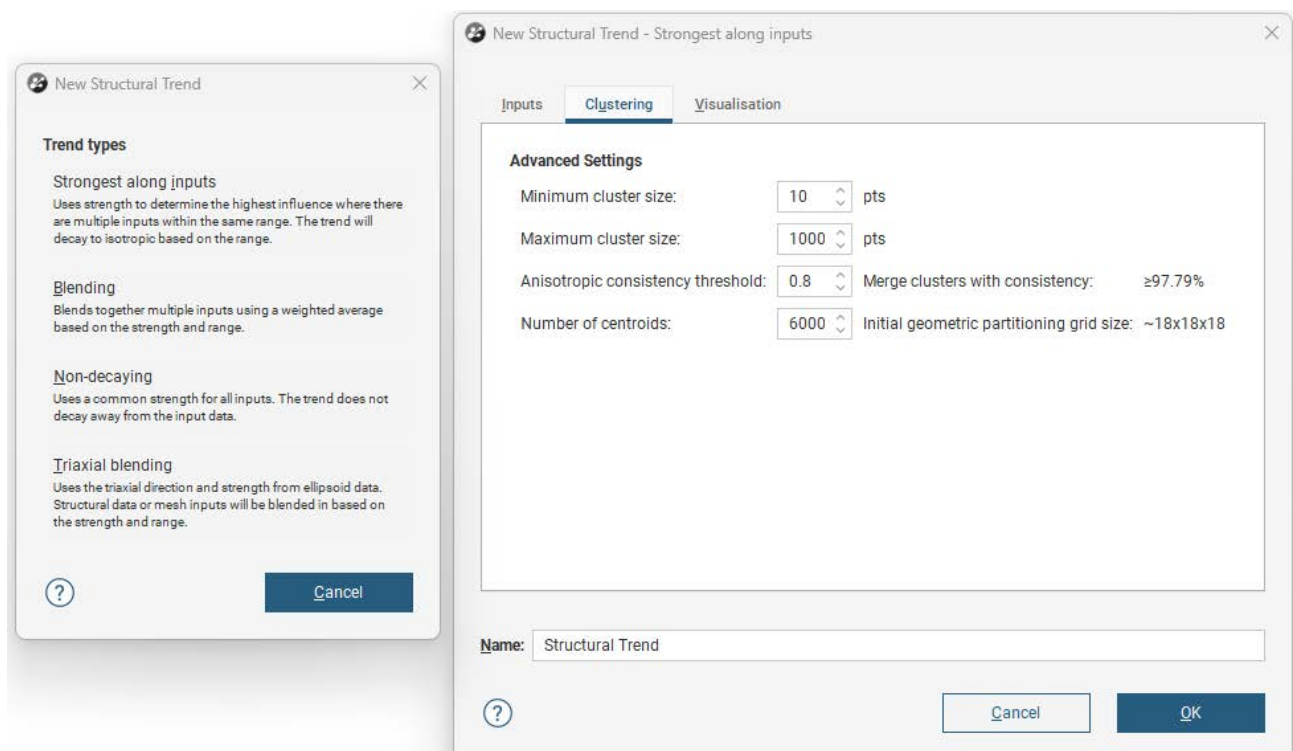 New Structural Trend
Trend types
Strongest along inputs
Uses strength to determine the highest influence where there
are multiple inputs within the same range. The trend will
decay to isotropic based on the range.
Blending
Blends together multiple inputs using a weighted average
based on the strength and range.
Non-decaying
Uses a common strength for all inputs. The trend does not
decay away from the input data.
Triaxial blending
Uses the triaxial direction and strength from ellipsoid data.
Structural data or mesh inputs will be blended in based on
the strength and range.
?
Cancel
New Structural Trend - Strongest along inputs
Inputs Clustering Visualisation
Advanced Settings
Minimum cluster size: 10 pts
Maximum cluster size: 1000 pts
Anisotropic consistency threshold: 0.8 Merge clusters with consistency: ≥97.79%
Number of centroids: 6000 Initial geometric partitioning grid size: ~18x18x18
Name: Structural Trend
?
Cancel OK